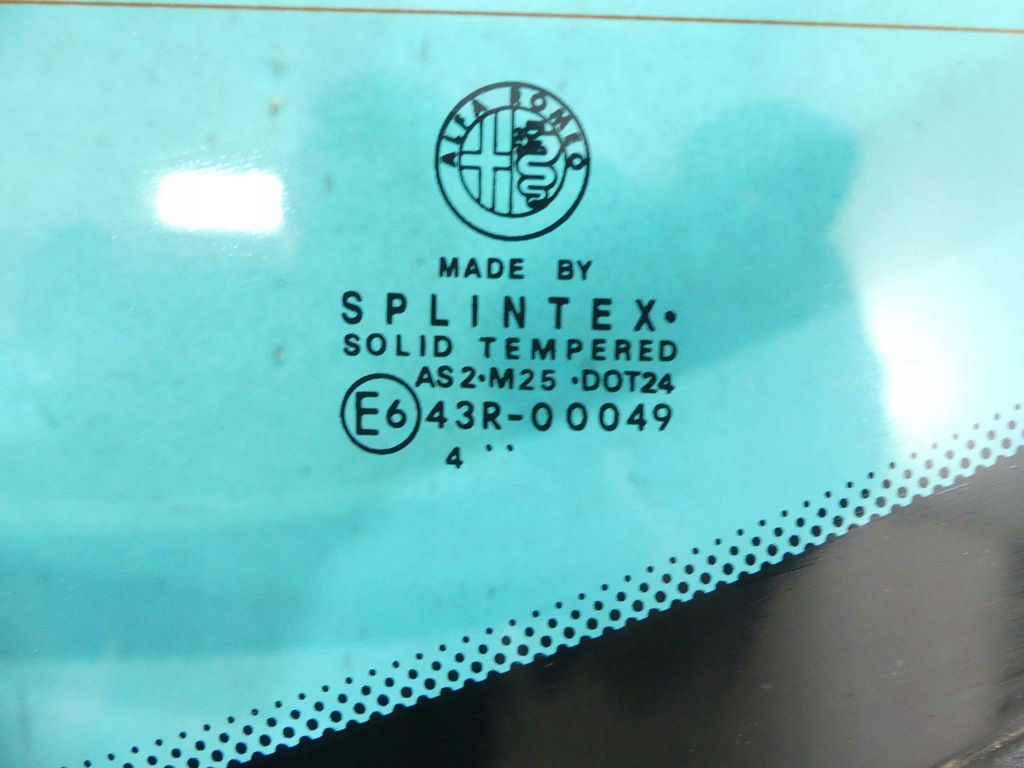 ALFA ROMEO
MADE BY
SPLINTEX·
SOLID TEMPERED
AS2·M25 ·DOT24
E6 43R-00049
4 ··